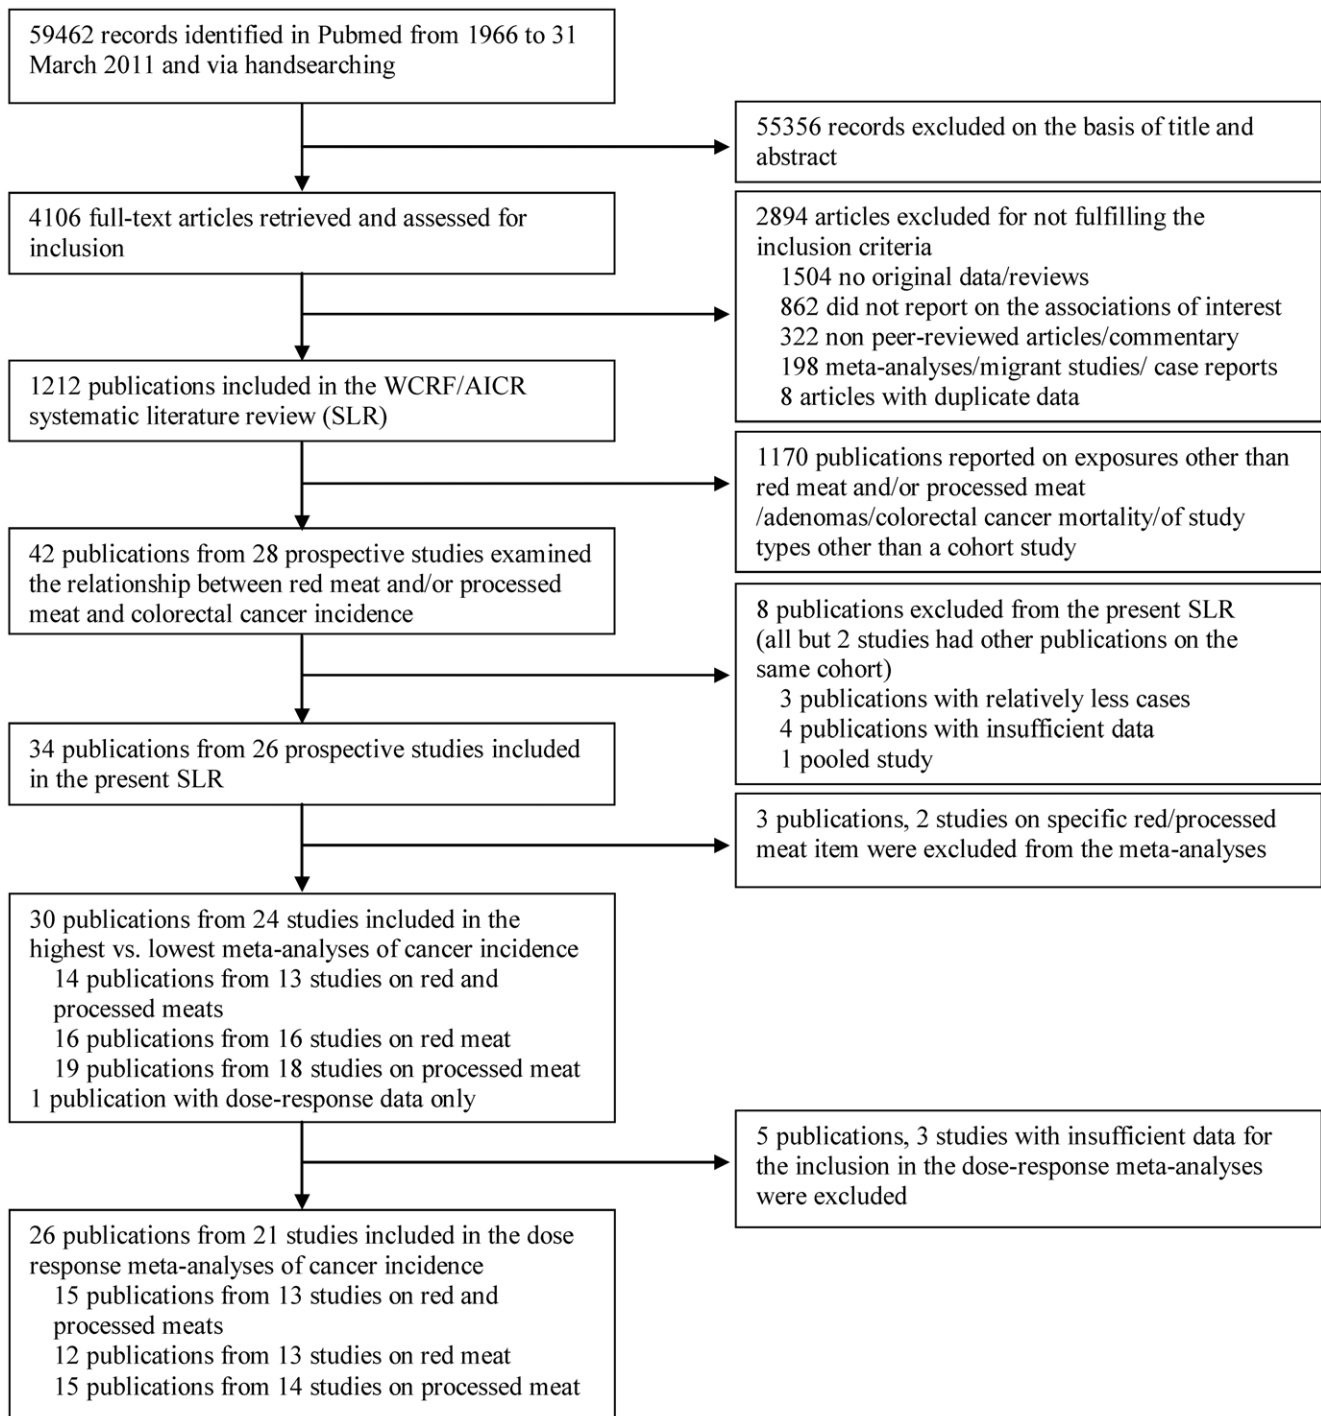 59462 records identified in Pubmed from 1966 to 31
March 2011 and via handsearching
55356 records excluded on the basis of title and
abstract
4106 full-text articles retrieved and assessed for
inclusion
2894 articles excluded for not fulfilling the
inclusion criteria
1504 no original data/reviews
862 did not report on the associations of interest
322 non peer-reviewed articles/commentary
198 meta-analyses/migrant studies/ case reports
8 articles with duplicate data
1212 publications included in the WCRF/AICR
systematic literature review (SLR)
1170 publications reported on exposures other than
red meat and/or processed meat
/adenomas/colorectal cancer mortality/of study
types other than a cohort study
42 publications from 28 prospective studies examined
the relationship between red meat and/or processed
meat and colorectal cancer incidence
8 publications excluded from the present SLR
(all but 2 studies had other publications on the
same cohort)
3 publications with relatively less cases
4 publications with insufficient data
1 pooled study
34 publications from 26 prospective studies included
in the present SLR
3 publications, 2 studies on specific red/processed
meat item were excluded from the meta-analyses
30 publications from 24 studies included in the
highest vs. lowest meta-analyses of cancer incidence
14 publications from 13 studies on red and
processed meats
16 publications from 16 studies on red meat
19 publications from 18 studies on processed meat
1 publication with dose-response data only
5 publications, 3 studies with insufficient data for
the inclusion in the dose-response meta-analyses
were excluded
26 publications from 21 studies included in the dose
response meta-analyses of cancer incidence
15 publications from 13 studies on red and
processed meats
12 publications from 13 studies on red meat
15 publications from 14 studies on processed meat